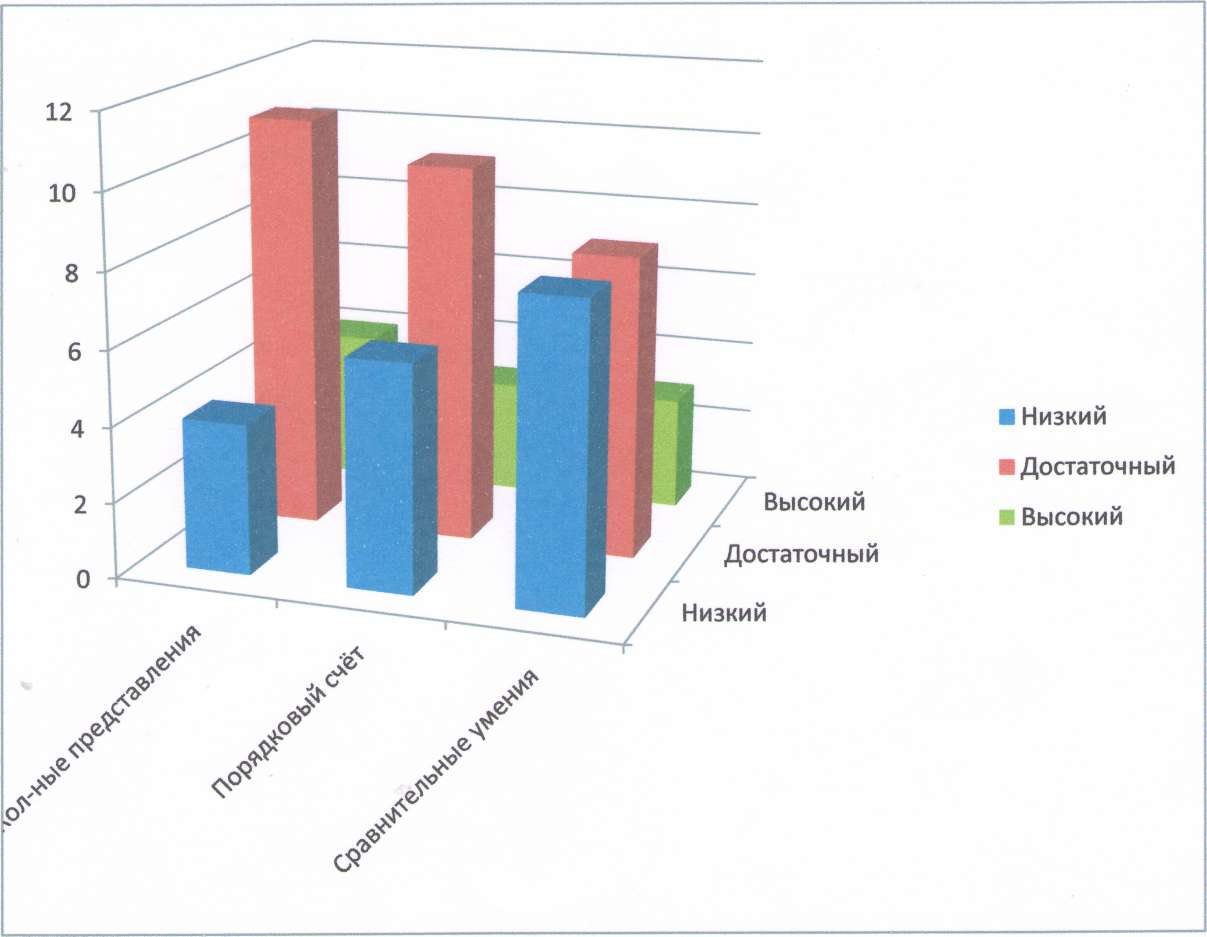 12
10
8
6
4
2
0
Высокий
Достаточный
Низкий
кол-ные представления
Порядковый счёт
Сравнительные умения
Низкий
Достаточный
Высокий